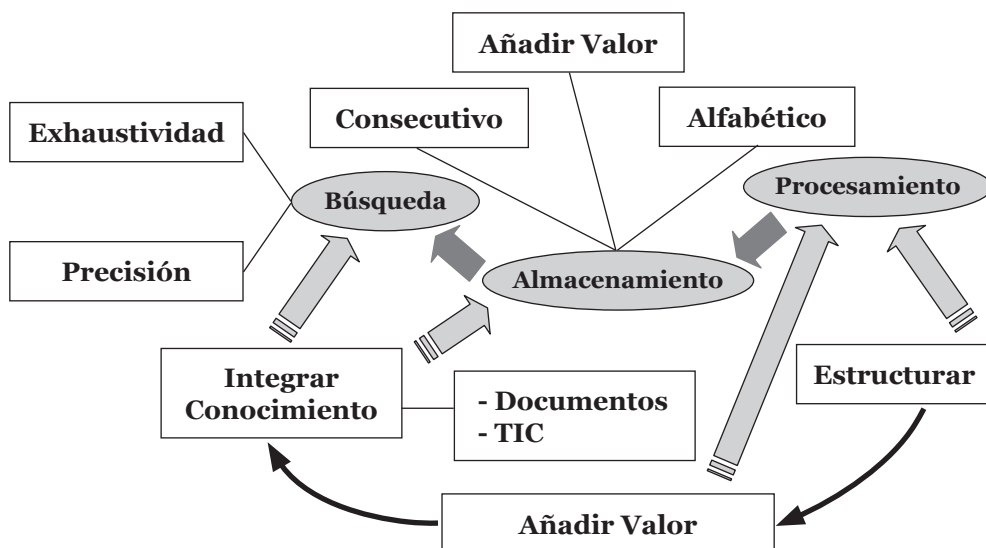 Añadir Valor
Consecutivo
Alfabético
Exhaustividad
Búsqueda
Procesamiento
Precisión
Almacenamiento
Integrar
Conocimiento
- Documentos
- TIC
Estructurar
Añadir Valor